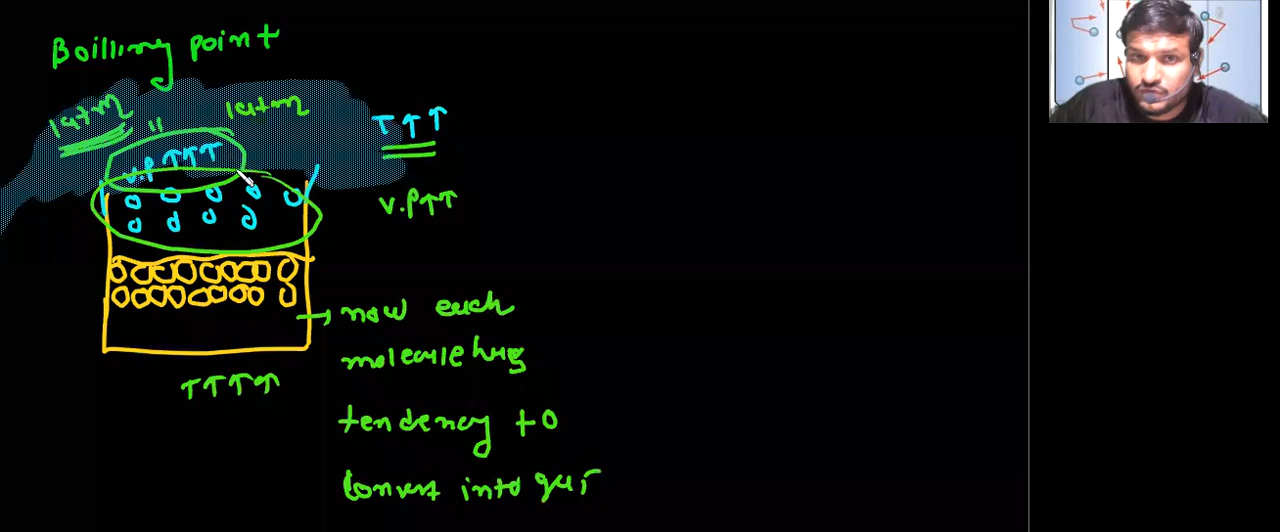 Boilling point
1atm
1atm
"
V.P ↑↑↑
T↑↑
V.P↑↑
→ now each
molecule has
tendency to
Convert into gas
T↑↑↑